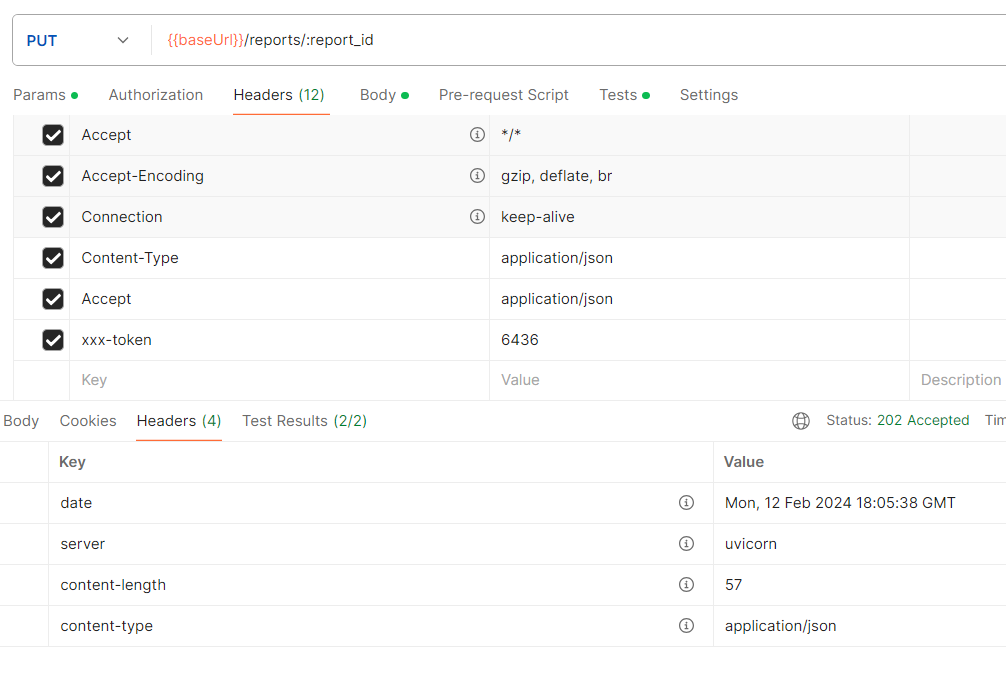 PUT {{baseUrl}}/reports/:report_id
Params Authorization Headers (12) Body Pre-request Script Tests Settings
Accept */*
Accept-Encoding gzip, deflate, br
Connection keep-alive
Content-Type application/json
Accept application/json
xxx-token 6436
Key Value Description
Body Cookies Headers (4) Test Results (2/2) Status: 202 Accepted
Key Value
date Mon, 12 Feb 2024 18:05:38 GMT
server uvicorn
content-length 57
content-type application/json